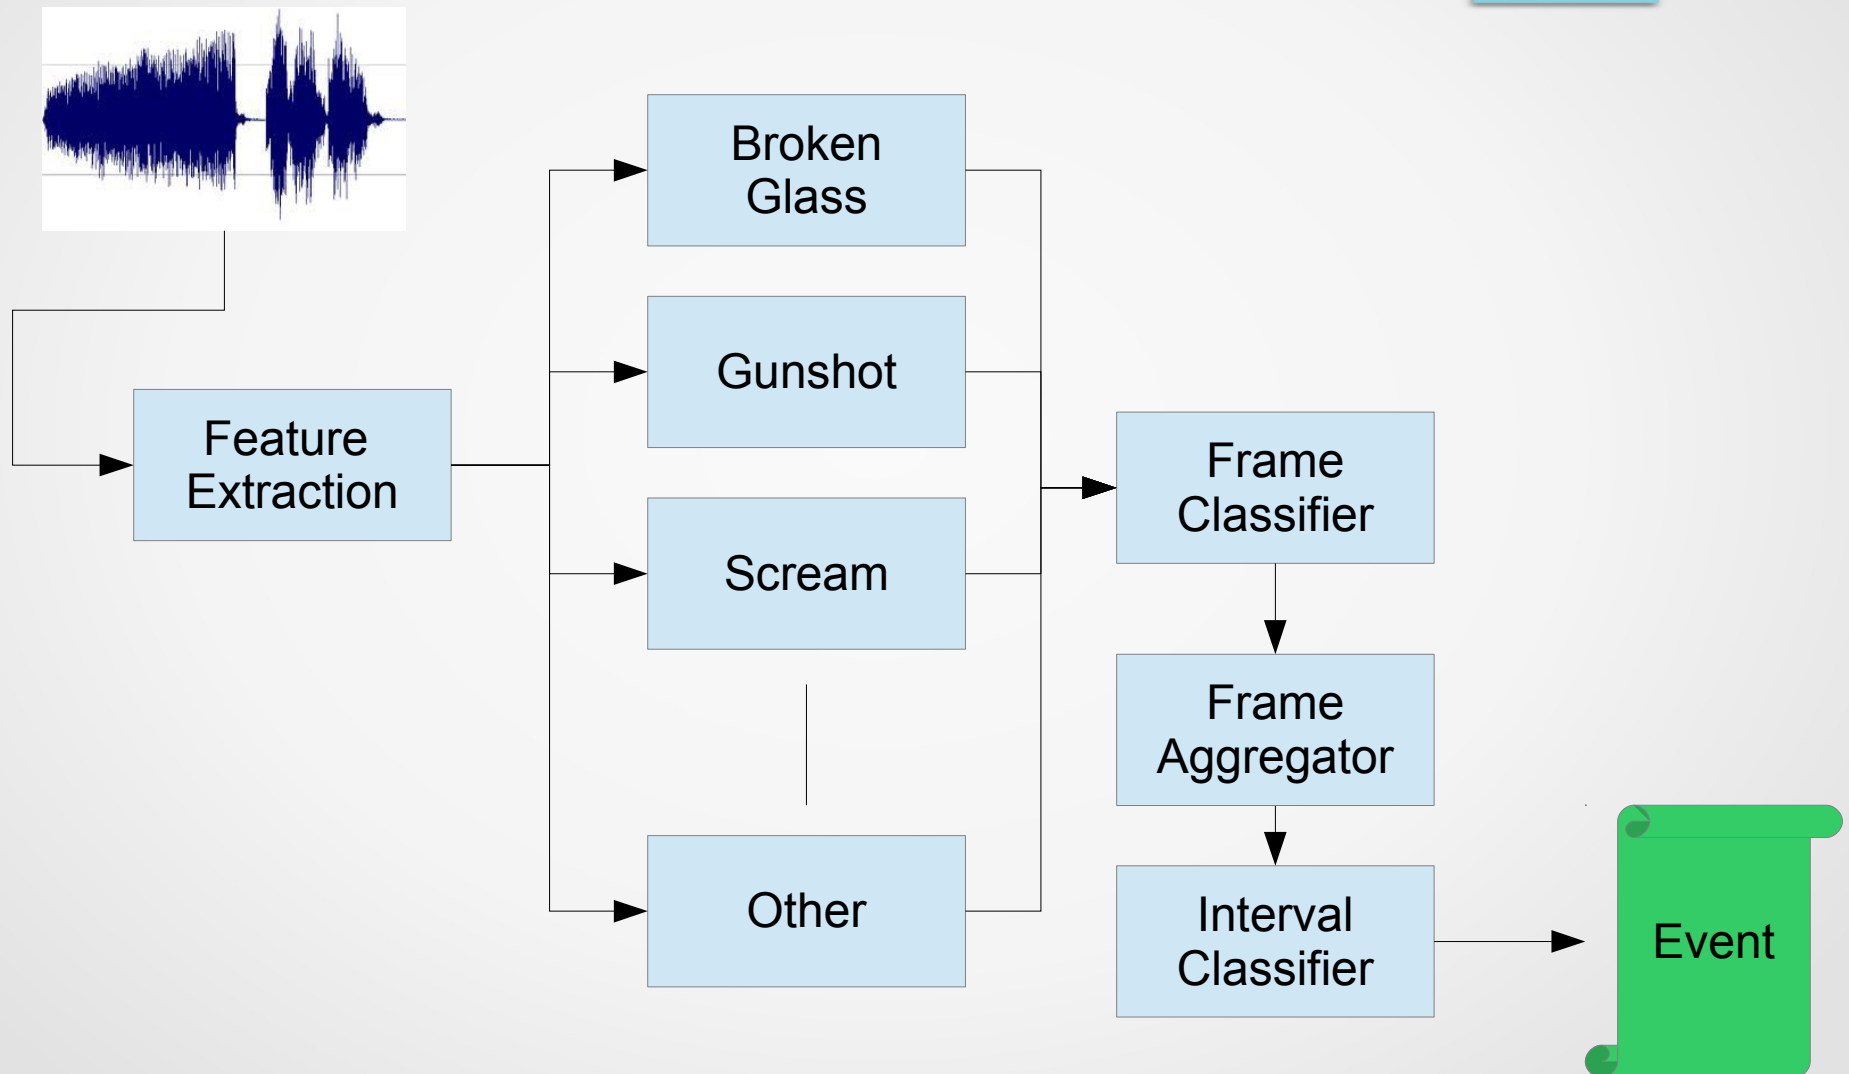 Broken
Glass
Gunshot
Feature
Extraction
Scream
Other
Frame
Classifier
Frame
Aggregator
Interval
Classifier
Event